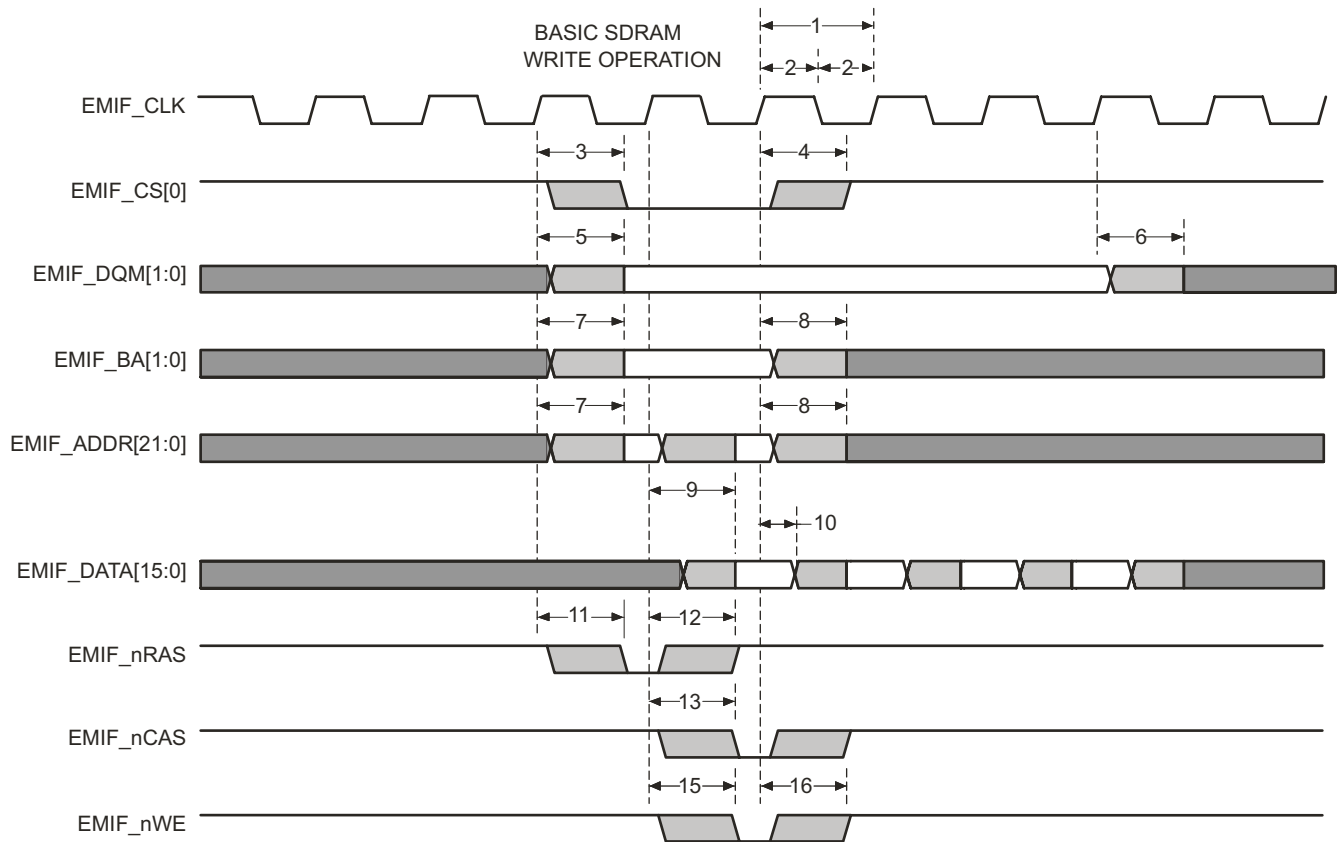 BASIC SDRAM
WRITE OPERATION
1
2 2
EMIF_CLK
3 4
EMIF_CS[0]
5 6
EMIF_DQM[1:0]
7 8
EMIF_BA[1:0]
7 8
EMIF_ADDR[21:0]
9 10
EMIF_DATA[15:0]
11 12
EMIF_nRAS
13
EMIF_nCAS
15 16
EMIF_nWE